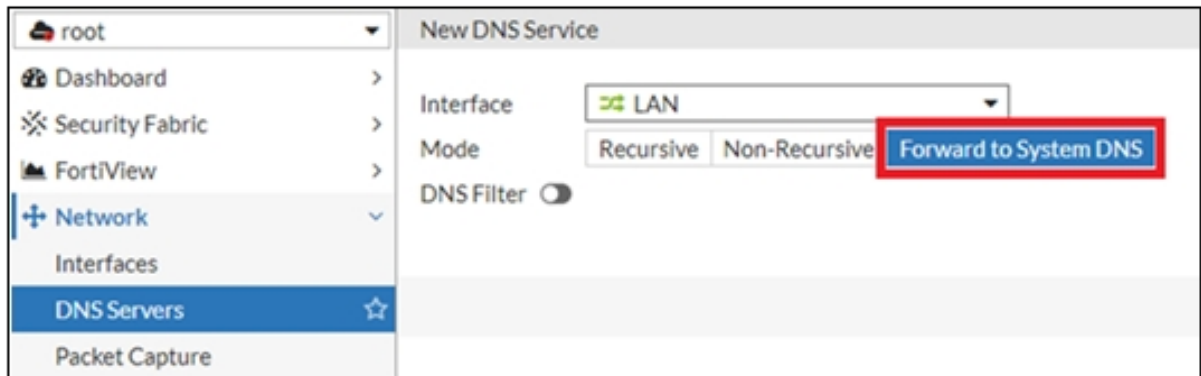 root
Dashboard
Security Fabric
FortiView
Network
Interfaces
DNS Servers
Packet Capture
New DNS Service
Interface LAN
Mode Recursive Non-Recursive Forward to System DNS
DNS Filter